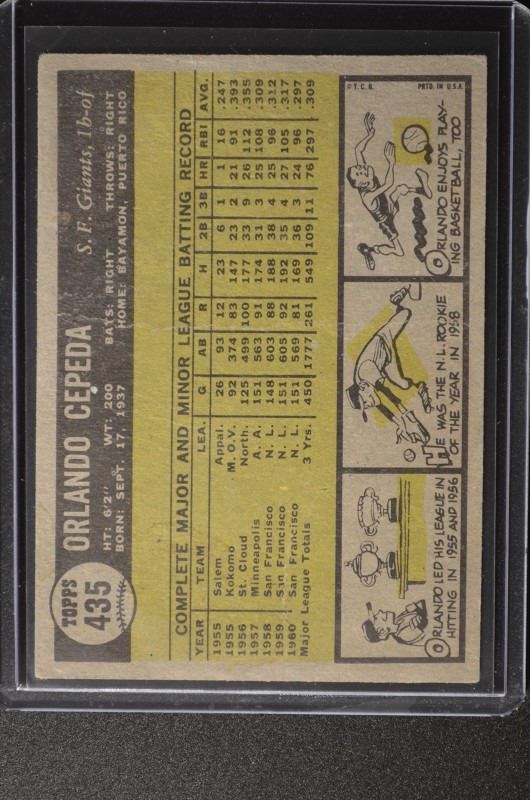 TOPPS
435
ORLANDO CEPEDA
S. F. Giants, 1b-of
HT: 6'2" WT: 200 BATS: RIGHT THROWS: RIGHT
BORN: SEPT. 17, 1937 HOME: BAYAMON, PUERTO RICO
COMPLETE MAJOR AND MINOR LEAGUE BATTING RECORD
YEAR TEAM LEA. G AB R H 2B 3B HR RBI AVG.
1955 Salem Appal. 26 93 12 23 6 1 1 16 .247
1955 Kokomo M. O. V. 92 374 83 147 23 2 21 91 .393
1956 St. Cloud North. 125 499 100 177 33 9 26 112 .355
1957 Minneapolis A. A. 151 563 91 174 31 3 25 108 .309
1958 San Francisco N. L. 148 603 88 188 38 4 25 96 .312
1959 San Francisco N. L. 151 605 92 192 35 4 27 105 .317
1960 San Francisco N. L. 151 569 81 169 36 3 24 96 .297
Major League Totals 3 Yrs. 450 1777 261 549 109 11 76 297 .309
ORLANDO LED HIS LEAGUE IN
HITTING IN 1955 AND 1956
HE WAS THE N.L. ROOKIE
OF THE YEAR IN 1958
© T. C. G. PRTD. IN U.S.A.
ORLANDO ENJOYS PLAY-
ING BASKETBALL, TOO